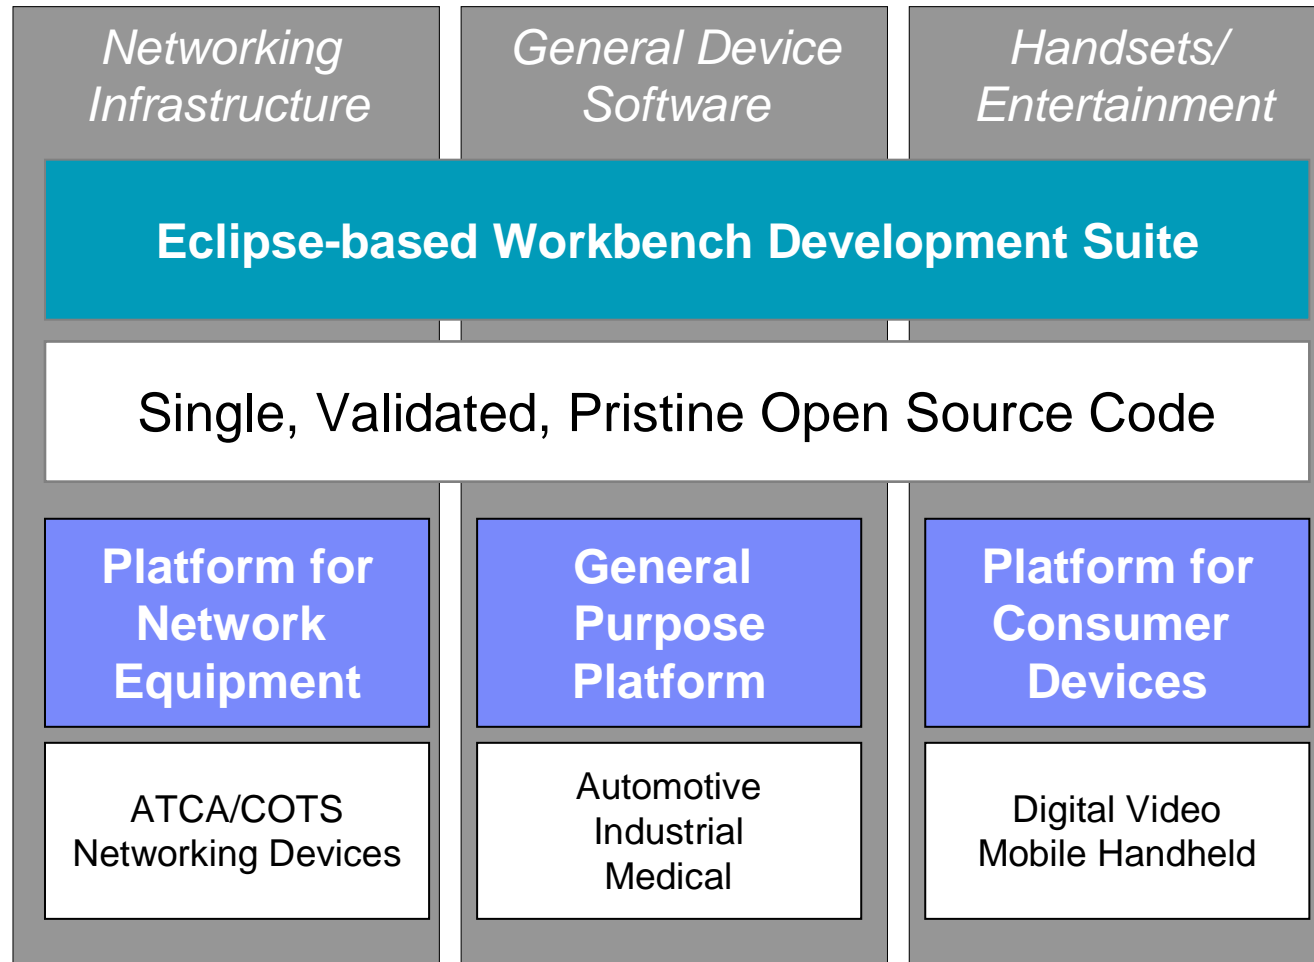 Networking
Infrastructure
General Device
Software
Handsets/
Entertainment
Eclipse-based Workbench Development Suite
Single, Validated, Pristine Open Source Code
Platform for
Network
Equipment
General
Purpose
Platform
Platform for
Consumer
Devices
ATCA/COTS
Networking Devices
Automotive
Industrial
Medical
Digital Video
Mobile Handheld